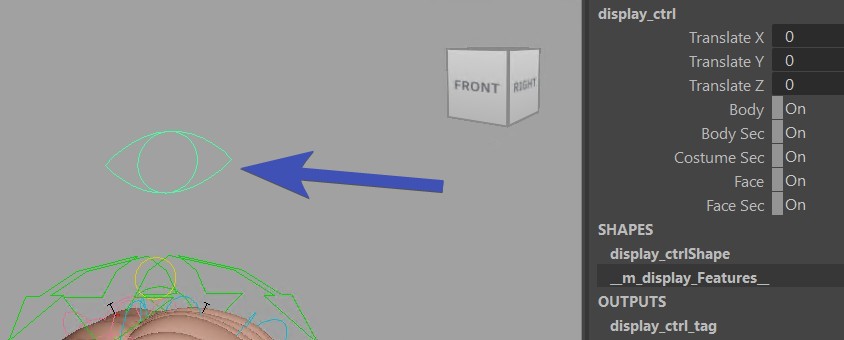 FRONT RIGHT
display_ctrl
Translate X 0
Translate Y 0
Translate Z 0
Body On
Body Sec On
Costume Sec On
Face On
Face Sec On
SHAPES
display_ctrlShape
__m_display_Features__
OUTPUTS
display_ctrl_tag